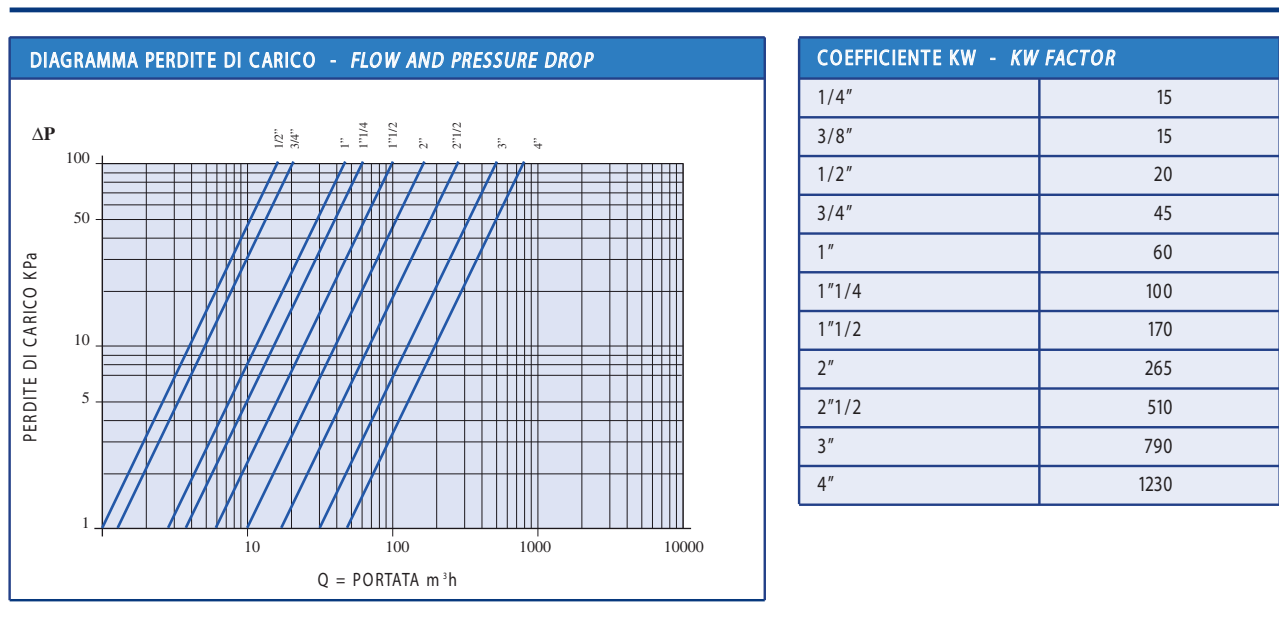 DIAGRAMMA PERDITE DI CARICO - FLOW AND PRESSURE DROP
ΔP
1/2" 3/4" 1" 1"1/4 1"1/2 2" 2"1/2 3" 4"
100
50
10
5
1
PERDITE DI CARICO KPa
10 100 1000 10000
Q = PORTATA m³h
COEFFICIENTE KW - KW FACTOR
1/4" 15
3/8" 15
1/2" 20
3/4" 45
1" 60
1"1/4 100
1"1/2 170
2" 265
2"1/2 510
3" 790
4" 1230